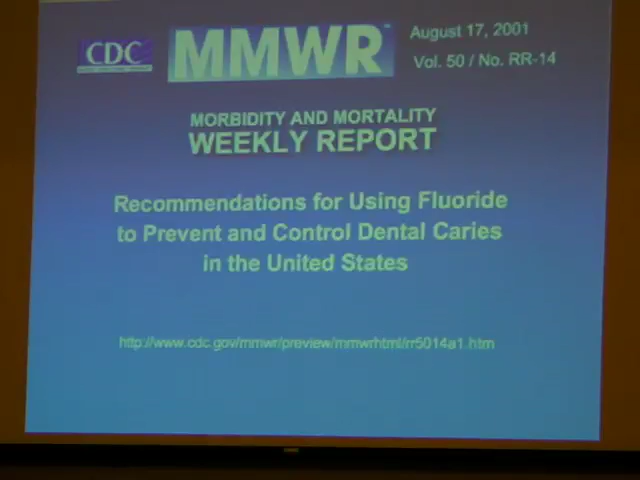 CDC
MMWR
August 17, 2001
Vol. 50 / No. RR-14
MORBIDITY AND MORTALITY
WEEKLY REPORT
Recommendations for Using Fluoride
to Prevent and Control Dental Caries
in the United States
http://www.cdc.gov/mmwr/preview/mmwrhtml/rr5014a1.htm